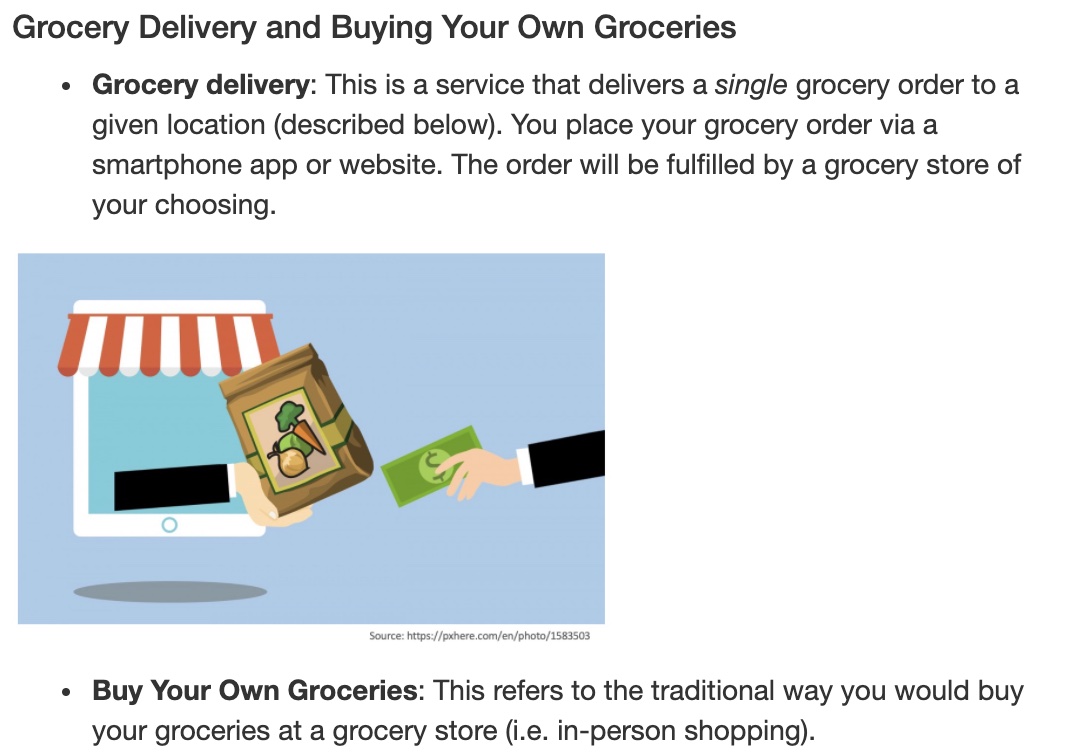 Grocery Delivery and Buying Your Own Groceries
• Grocery delivery: This is a service that delivers a single grocery order to a
given location (described below). You place your grocery order via a
smartphone app or website. The order will be fulfilled by a grocery store of
your choosing.
$
Source: https://pxhere.com/en/photo/1583503
• Buy Your Own Groceries: This refers to the traditional way you would buy
your groceries at a grocery store (i.e. in-person shopping).